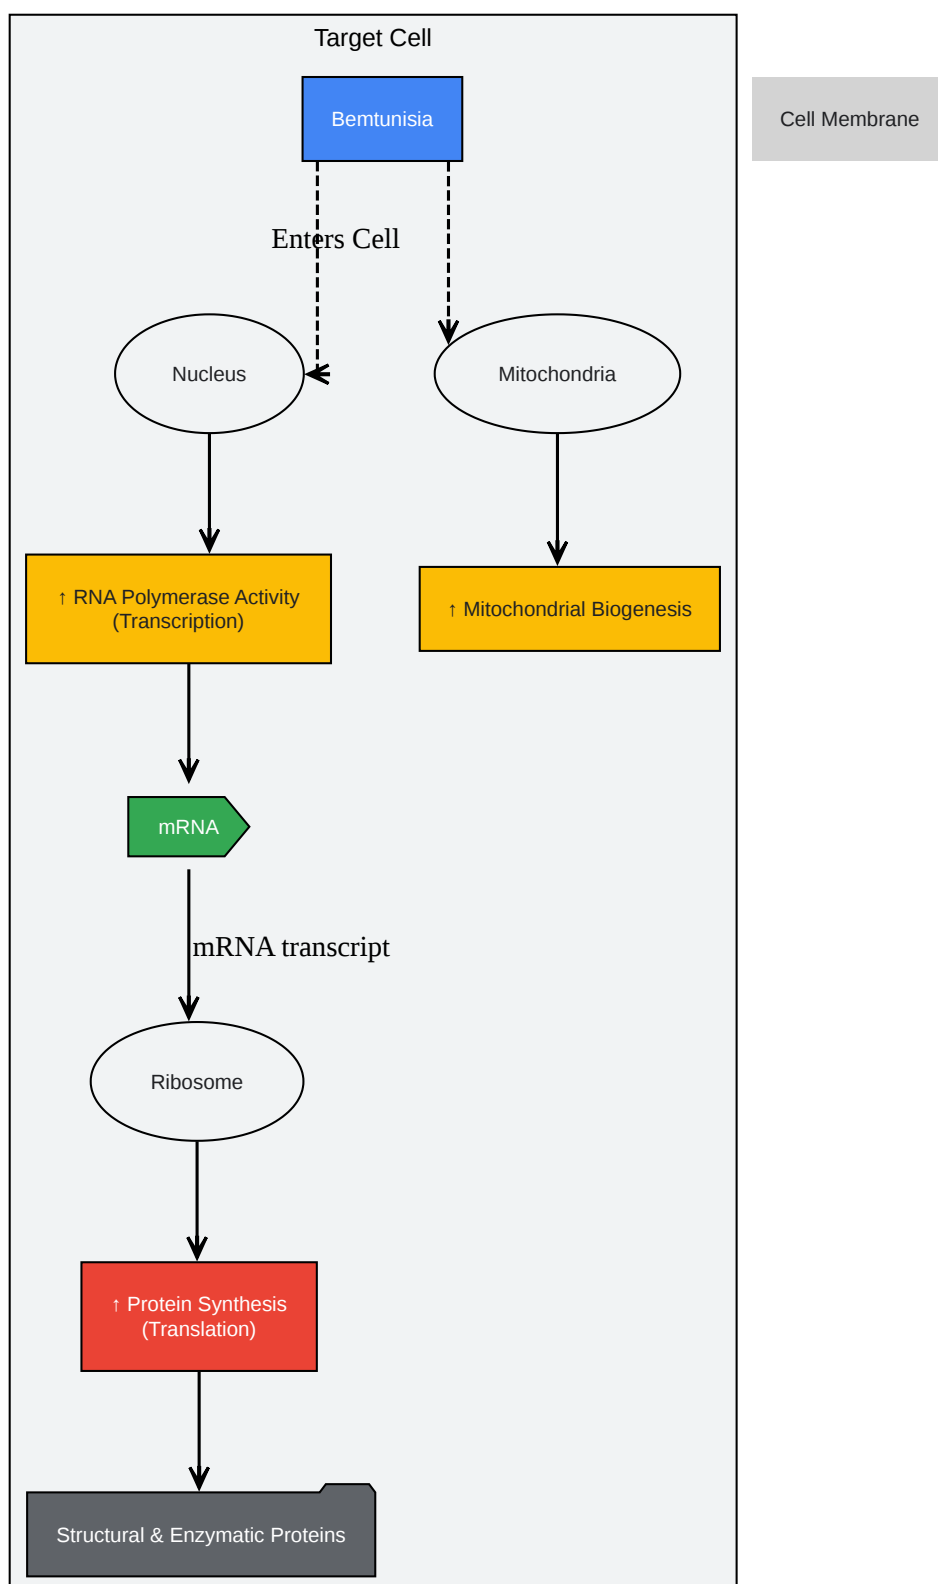 Target Cell
Bemtunisia
Cell Membrane
Enters Cell
Nucleus
Mitochondria
↑ RNA Polymerase Activity
(Transcription)
↑ Mitochondrial Biogenesis
mRNA
mRNA transcript
Ribosome
↑ Protein Synthesis
(Translation)
Structural & Enzymatic Proteins